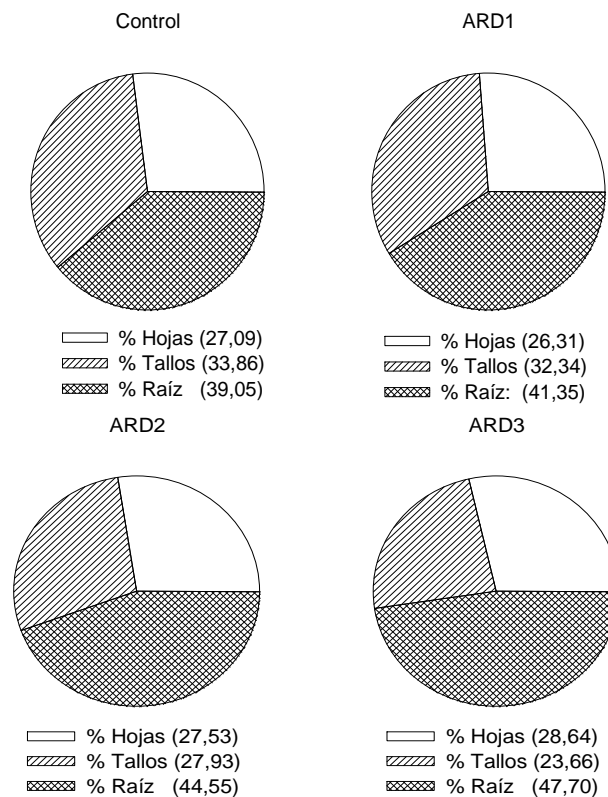 Control
% Hojas (27,09)
% Tallos (33,86)
% Raíz (39,05)
ARD1
% Hojas (26,31)
% Tallos (32,34)
% Raíz: (41,35)
ARD2
% Hojas (27,53)
% Tallos (27,93)
% Raíz (44,55)
ARD3
% Hojas (28,64)
% Tallos (23,66)
% Raíz (47,70)